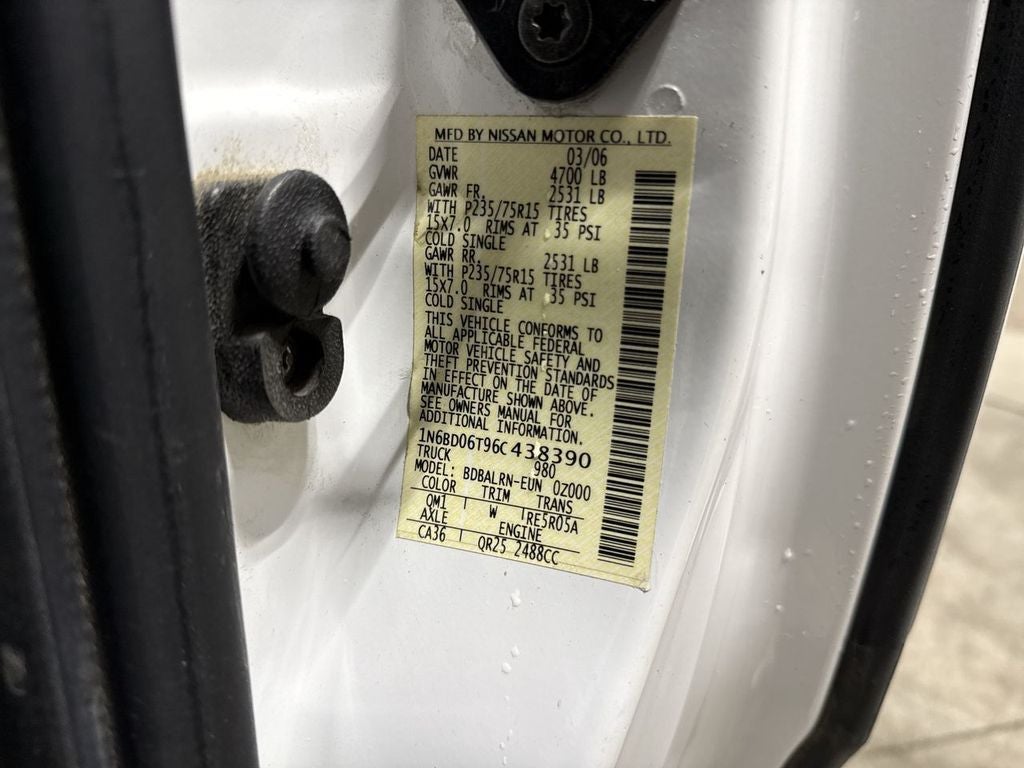 MFD BY NISSAN MOTOR CO., LTD.
DATE 03/06
GVWR 4700 LB
GAWR FR. 2531 LB
WITH P235/75R15 TIRES
15X7.0 RIMS AT 35 PSI
COLD SINGLE
GAWR RR. 2531 LB
WITH P235/75R15 TIRES
15X7.0 RIMS AT 35 PSI
COLD SINGLE
THIS VEHICLE CONFORMS TO
ALL APPLICABLE FEDERAL
MOTOR VEHICLE SAFETY AND
THEFT PREVENTION STANDARDS
IN EFFECT ON THE DATE OF
MANUFACTURE SHOWN ABOVE.
SEE OWNERS MANUAL FOR
ADDITIONAL INFORMATION.
1N6BD06T96C438390
TRUCK 980
MODEL: BDBALRN-EUN 0Z000
COLOR TRIM TRANS
QM1 W RE5R05A
AXLE ENGINE
CA36 QR25 2488CC